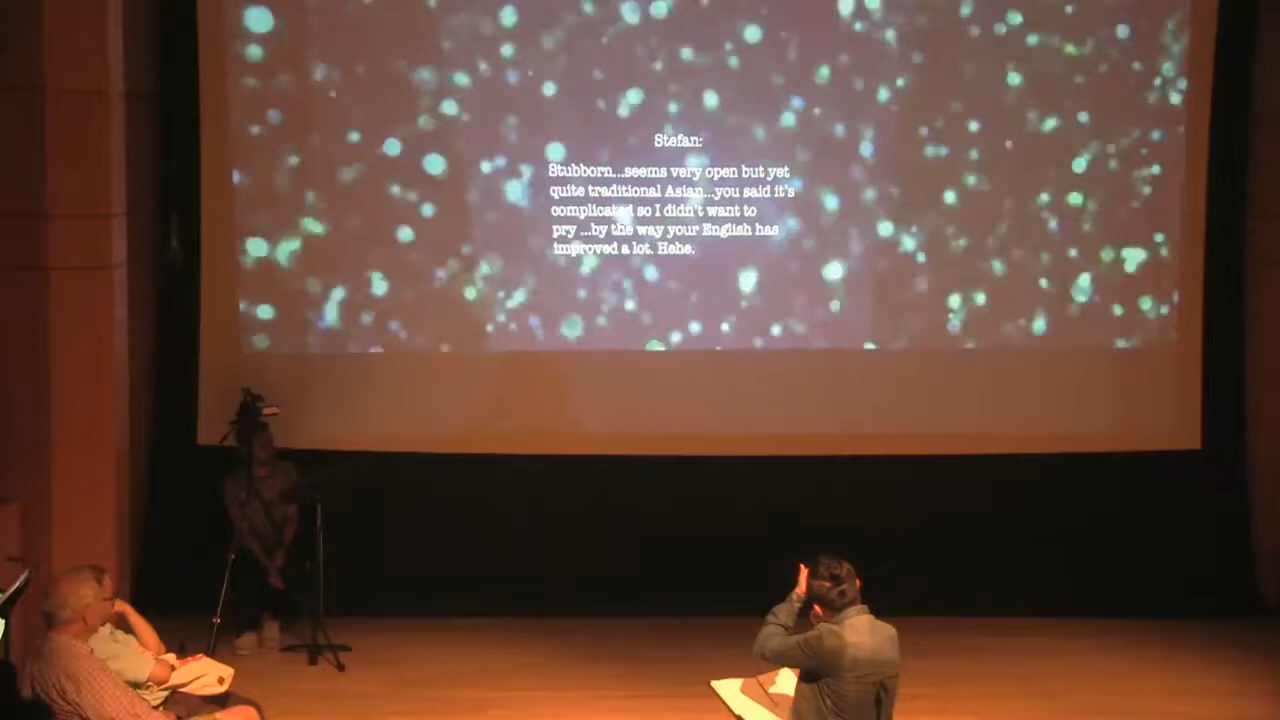 Stefan:
Stubborn...seems very open but yet
quite traditional Asian...you said it's
complicated so I didn't want to
pry ...by the way your English has
improved a lot. Hehe.